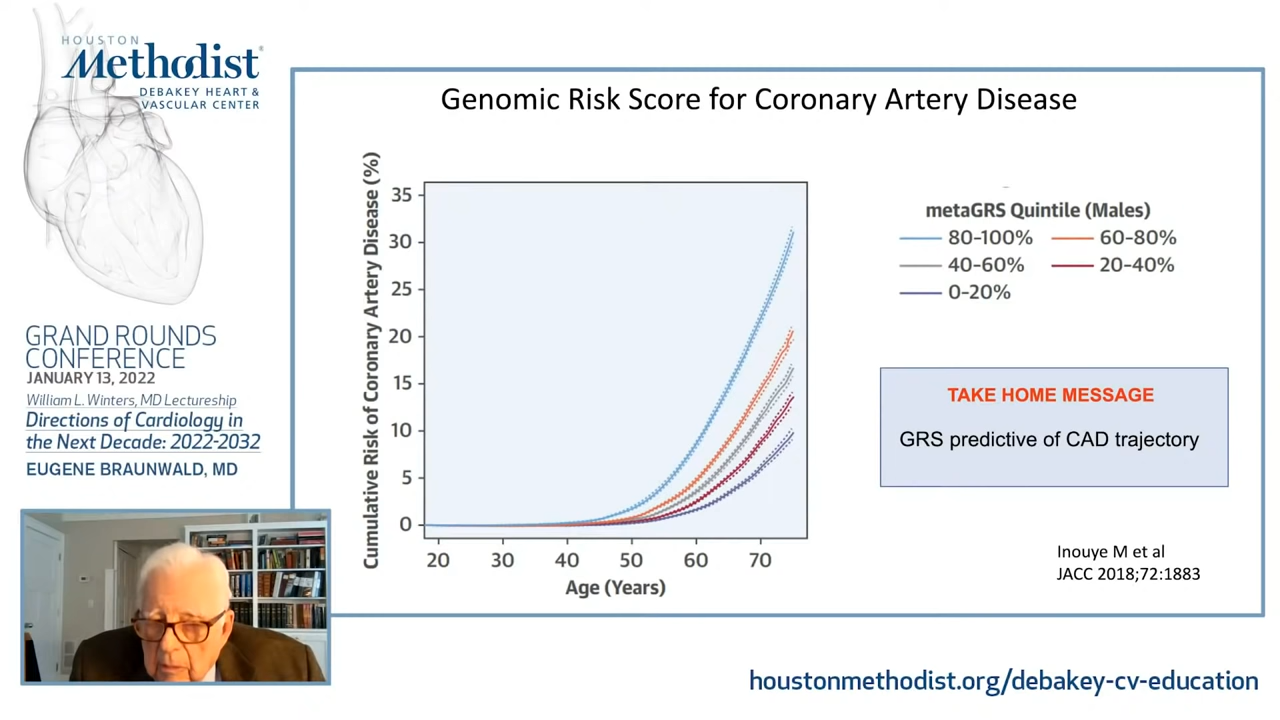 HOUSTON
Methodist
DEBAKEY HEART &
VASCULAR CENTER
GRAND ROUNDS
CONFERENCE
JANUARY 13, 2022
William L. Winters, MD Lectureship
Directions of Cardiology in
the Next Decade: 2022-2032
EUGENE BRAUNWALD, MD
Genomic Risk Score for Coronary Artery Disease
Cumulative Risk of Coronary Artery Disease (%)
35
30
25
20
15
10
5
0
20 30 40 50 60 70
Age (Years)
metaGRS Quintile (Males)
80-100% 60-80%
40-60% 20-40%
0-20%
TAKE HOME MESSAGE
GRS predictive of CAD trajectory
Inouye M et al
JACC 2018;72:1883
houstonmethodist.org/debakey-cv-education